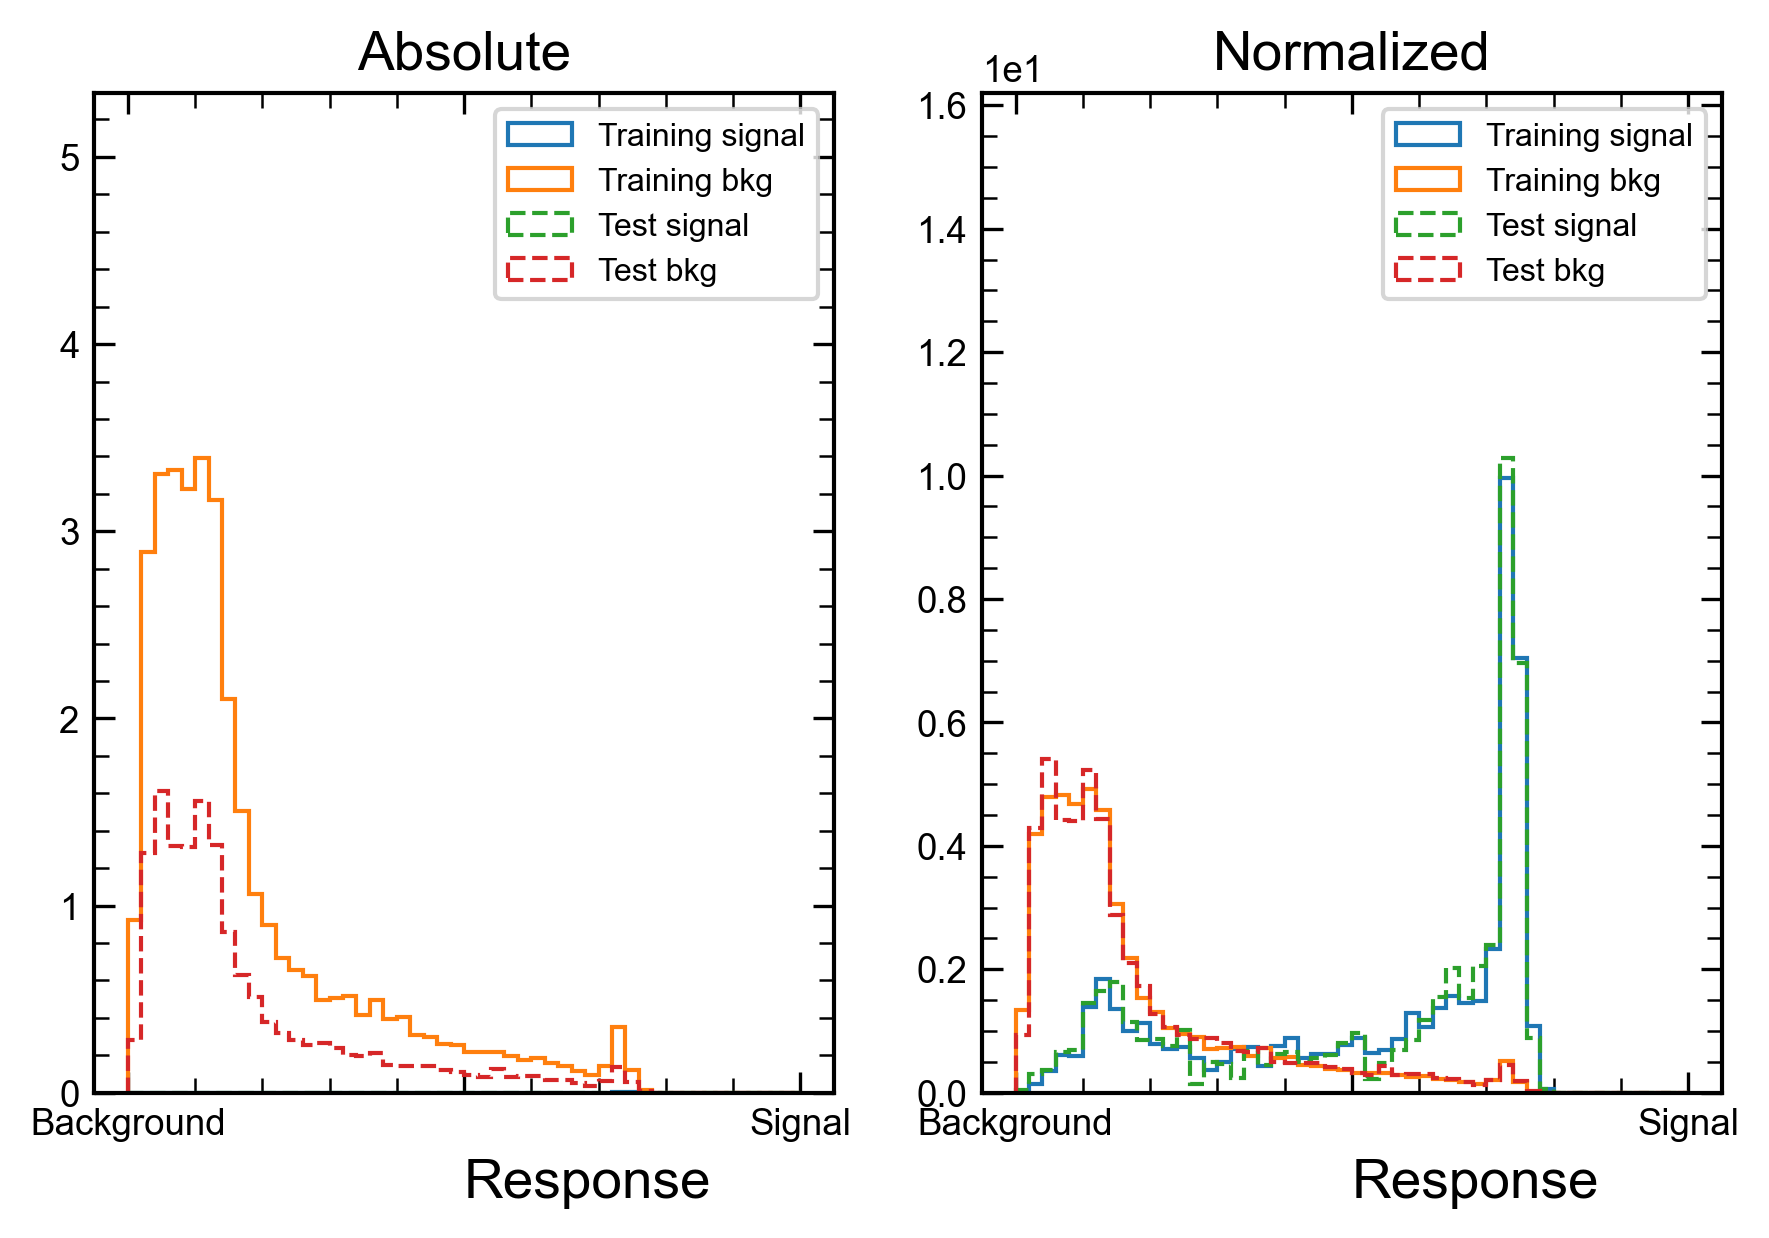 Absolute
5
4
3
2
1
0
Training signal
Training bkg
Test signal
Test bkg
Background
Signal
Response
Normalized
1e1
1.6
1.4
1.2
1.0
0.8
0.6
0.4
0.2
0.0
Training signal
Training bkg
Test signal
Test bkg
Background
Signal
Response